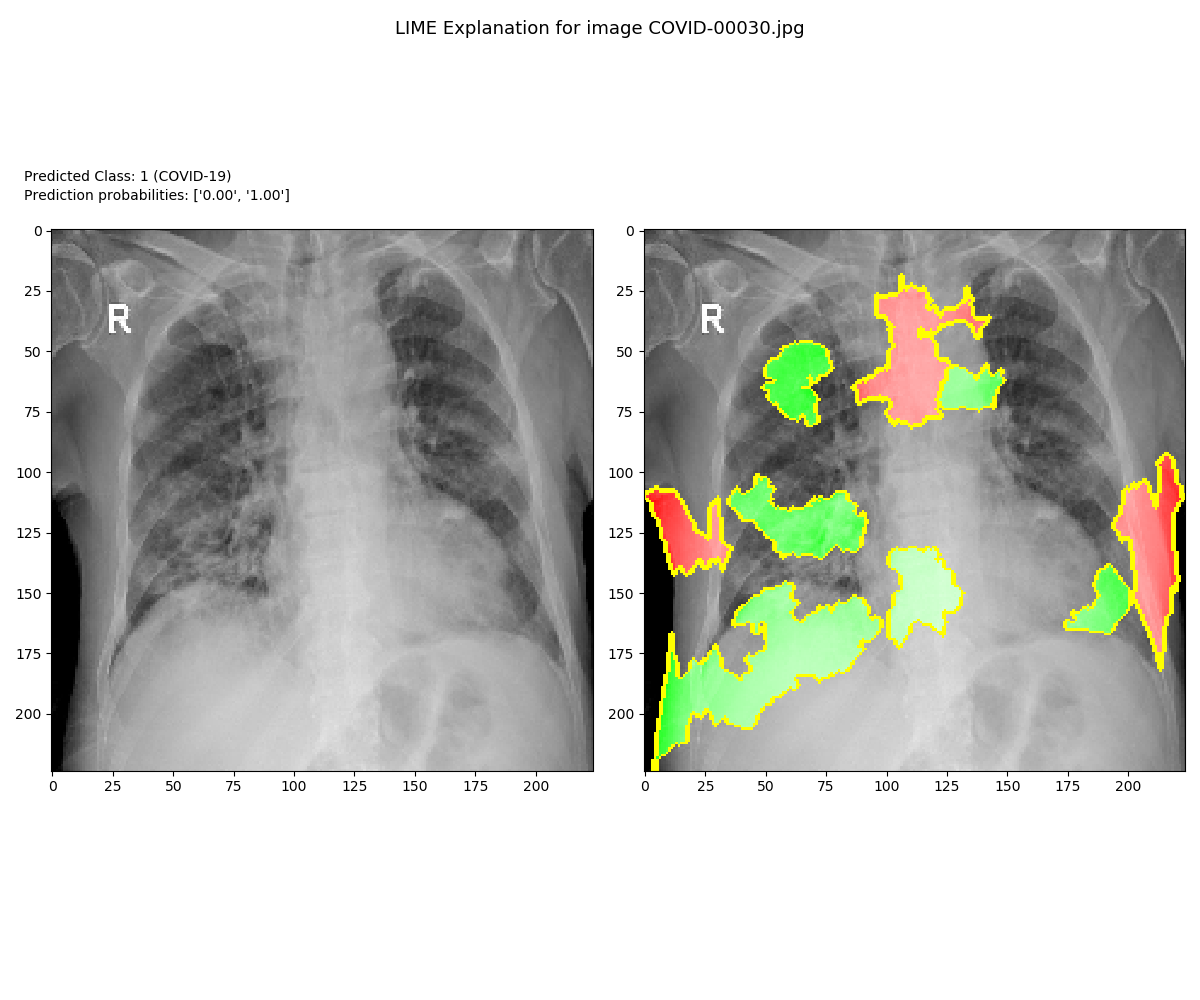 LIME Explanation for image COVID-00030.jpg
Predicted Class: 1 (COVID-19)
Prediction probabilities: ['0.00', '1.00']
0
25
50
75
100
125
150
175
200
0 25 50 75 100 125 150 175 200
R
0
25
50
75
100
125
150
175
200
0 25 50 75 100 125 150 175 200
R